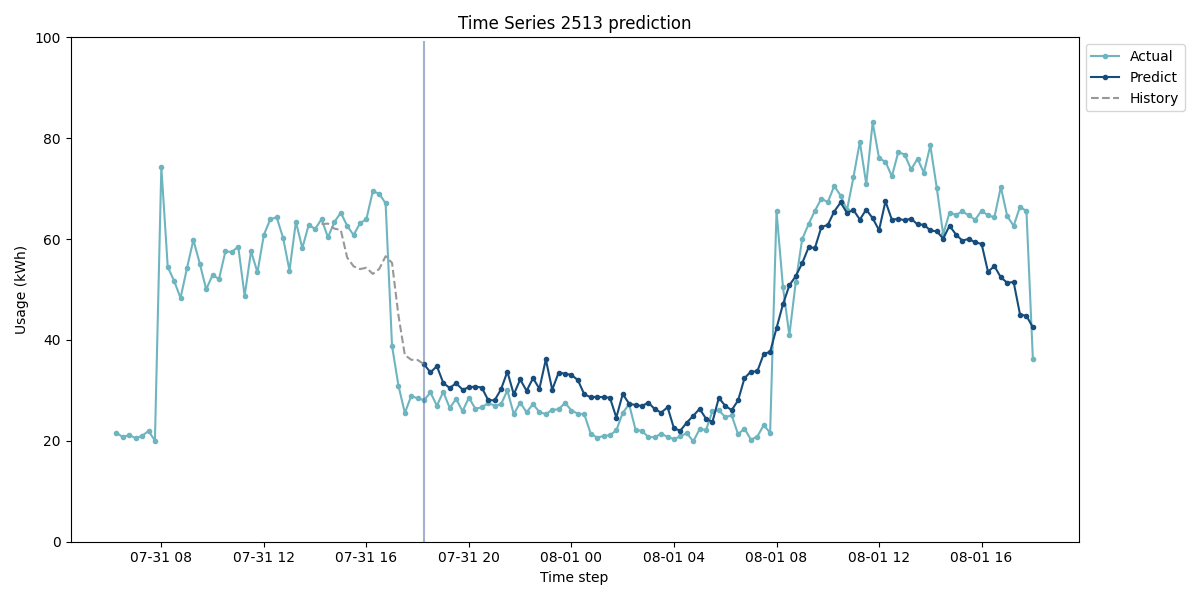 Time Series 2513 prediction
100
80
60
40
20
0
Usage (kWh)
Actual
Predict
History
07-31 08
07-31 12
07-31 16
07-31 20
08-01 00
08-01 04
08-01 08
08-01 12
08-01 16
Time step